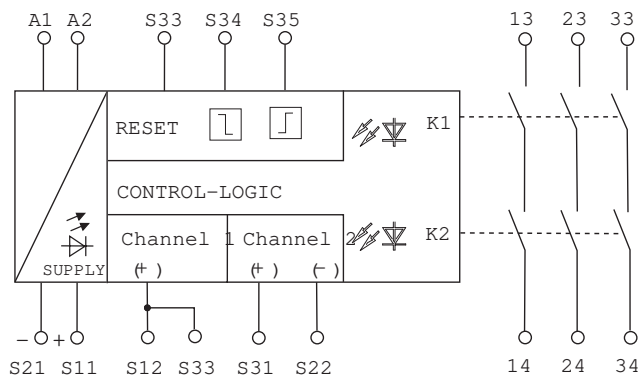 A1 A2 S33 S34 S35 13 23 33
RESET K1
CONTROL-LOGIC
Channel 1 Channel 2 K2
SUPPLY (+) (+) (-)
- +
S21 S11 S12 S33 S31 S22 14 24 34